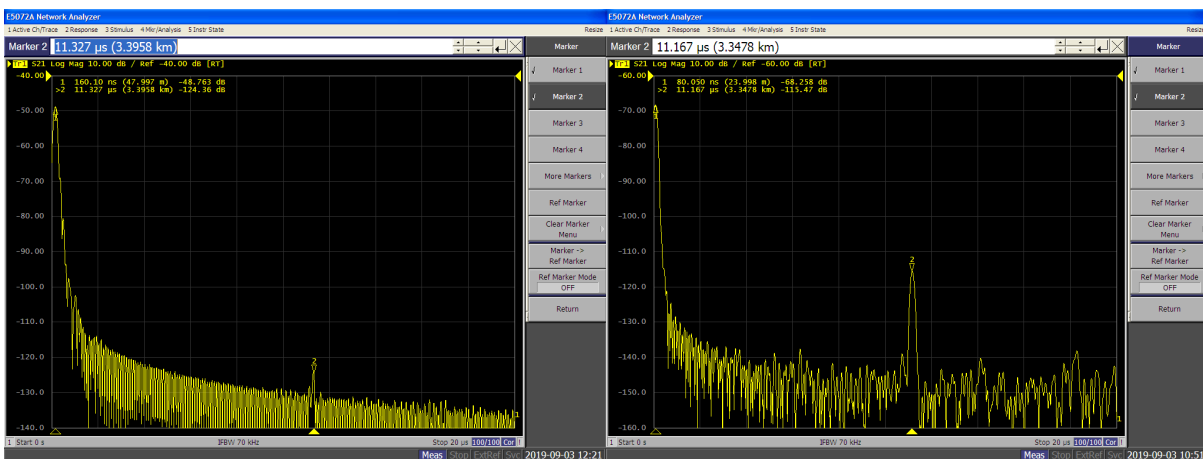 E5072A Network Analyzer
1 Active Ch/Trace 2 Response 3 Stimulus 4 Mkr/Analysis 5 Instr State
Resize
Marker 2 11.327 µs (3.3958 km)
Marker
Tr1 S21 Log Mag 10.00 dB / Ref -40.00 dB [RT]
-40.00
1 160.10 ns (47.997 m) -48.763 dB
>2 11.327 µs (3.3958 km) -124.36 dB
-50.00
-60.00
-70.00
-80.00
-90.00
-100.0
-110.0
-120.0
-130.0
-140.0
2
1
Marker 1
Marker 2
Marker 3
Marker 4
More Markers
Ref Marker
Clear Marker
Menu
Marker ->
Ref Marker
Ref Marker Mode
OFF
Return
1 Start 0 s
IFBW 70 kHz
Stop 20 µs 100/100 Cor !
Meas Stop ExtRef Svc 2019-09-03 12:21
E5072A Network Analyzer
1 Active Ch/Trace 2 Response 3 Stimulus 4 Mkr/Analysis 5 Instr State
Resize
Marker 2 11.167 µs (3.3478 km)
Marker
Tr1 S21 Log Mag 10.00 dB / Ref -60.00 dB [RT]
-60.00
1 80.050 ns (23.998 m) -68.258 dB
>2 11.167 µs (3.3478 km) -115.47 dB
-70.00
-80.00
-90.00
-100.0
-110.0
-120.0
-130.0
-140.0
-150.0
-160.0
2
1
Marker 1
Marker 2
Marker 3
Marker 4
More Markers
Ref Marker
Clear Marker
Menu
Marker ->
Ref Marker
Ref Marker Mode
OFF
Return
1 Start 0 s
IFBW 70 kHz
Stop 20 µs 100/100 Cor !
Meas Stop ExtRef Svc 2019-09-03 10:5